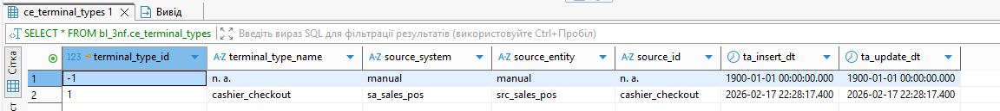 ce_terminal_types 1 Вивід
SELECT * FROM bl_3nf.ce_terminal_types Введіть вираз SQL для фільтрації результатів (використовуйте Ctrl+Пробіл)
Сітка 123 terminal_type_id A-Z terminal_type_name A-Z source_system A-Z source_entity A-Z source_id ta_insert_dt ta_update_dt
1 -1 n. a. manual manual n. a. 1900-01-01 00:00:00.000 1900-01-01 00:00:00.000
2 1 cashier_checkout sa_sales_pos src_sales_pos cashier_checkout 2026-02-17 22:28:17.400 2026-02-17 22:28:17.400